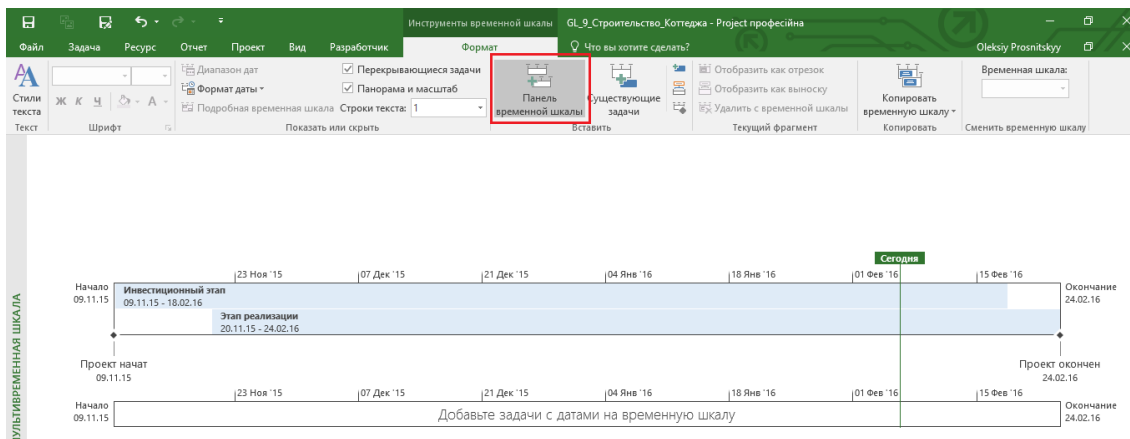 Инструменты временной шкалы GL_9_Строительство_Коттеджа - Project професійна
Файл Задача Ресурс Отчет Проект Вид Разработчик Формат Что вы хотите сделать? Oleksiy Prosnitskyy
Стили текста
Текст
Ж К Ч А
Шрифт
Диапазон дат
Формат даты
Подробная временная шкала
Перекрывающиеся задачи
Панорама и масштаб
Строки текста: 1
Показать или скрыть
Панель временной шкалы
Существующие задачи
Вставить
Отобразить как отрезок
Отобразить как выноску
Удалить с временной шкалы
Текущий фрагмент
Копировать временную шкалу
Копировать
Временная шкала:
Сменить временную шкалу
Сегодня
23 Ноя '15 07 Дек '15 21 Дек '15 04 Янв '16 18 Янв '16 01 Фев '16 15 Фев '16
Начало
09.11.15
Инвестиционный этап
09.11.15 - 18.02.16
Окончание
24.02.16
Этап реализации
20.11.15 - 24.02.16
Проект начат
09.11.15
Проект окончен
24.02.16
23 Ноя '15 07 Дек '15 21 Дек '15 04 Янв '16 18 Янв '16 01 Фев '16 15 Фев '16
Начало
09.11.15
Добавьте задачи с датами на временную шкалу
Окончание
24.02.16